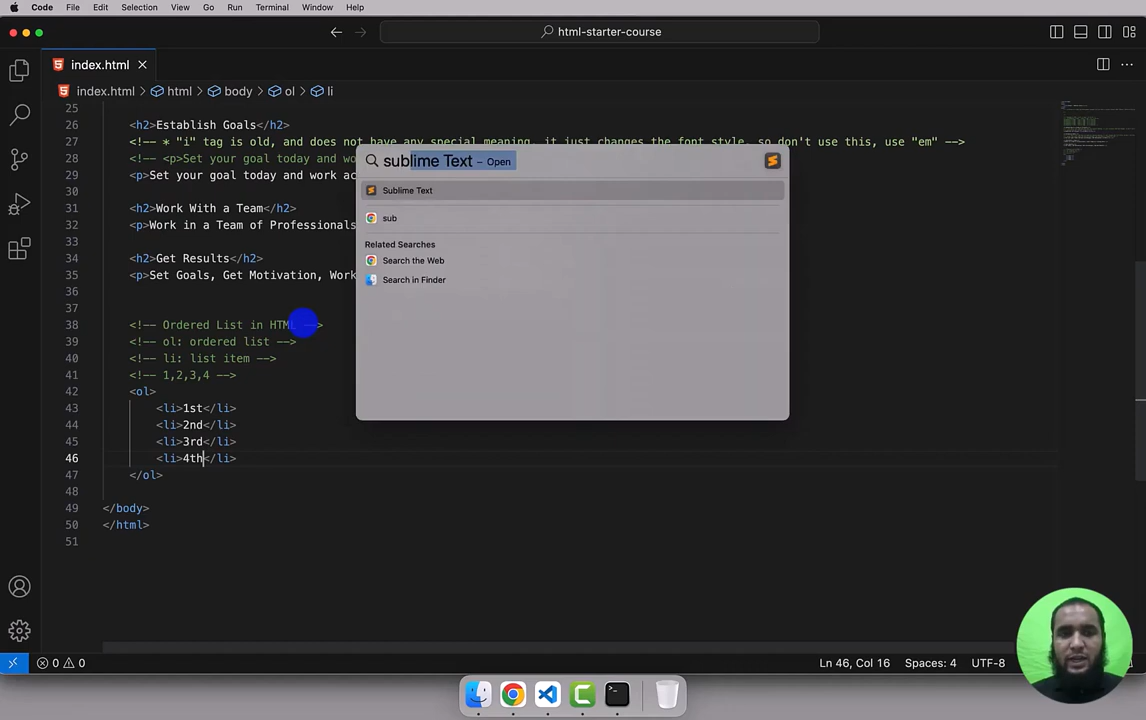 Code File Edit Selection View Go Run Terminal Window Help
html-starter-course
index.html
index.html > html > body > ol > li
25
26 <h2>Establish Goals</h2>
27 <!-- * "i" tag is old, and does not have any special meaning, it just changes the font style, so don't use this, use "em" -->
28 <!-- <p>Set your goal today and wo
29 <p>Set your goal today and work ac
30
31 <h2>Work With a Team</h2>
32 <p>Work in a Team of Professionals
33
34 <h2>Get Results</h2>
35 <p>Set Goals, Get Motivation, Work
36
37
38 <!-- Ordered List in HTML -->
39 <!-- ol: ordered list -->
40 <!-- li: list item -->
41 <!-- 1,2,3,4 -->
42 <ol>
43 <li>1st</li>
44 <li>2nd</li>
45 <li>3rd</li>
46 <li>4th</li>
47 </ol>
48
49 </body>
50 </html>
51
sublime Text – Open
Sublime Text
sub
Related Searches
Search the Web
Search in Finder
0 0
Ln 46, Col 16 Spaces: 4 UTF-8